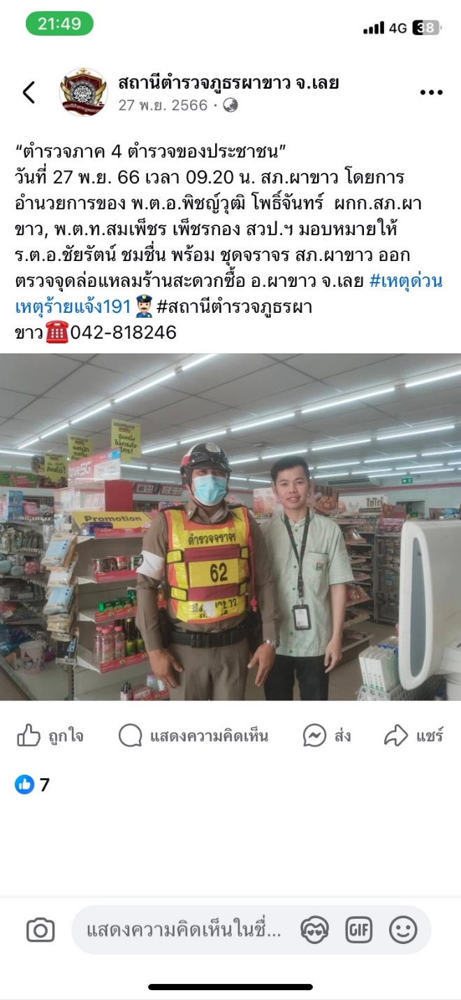 21:49
4G
38
สถานีตำรวจภูธรผาขาว จ.เลย
27 พ.ย. 2566 ·
“ตำรวจภาค 4 ตำรวจของประชาชน”
วันที่ 27 พ.ย. 66 เวลา 09.20 น. สภ.ผาขาว โดยการ
อำนวยการของ พ.ต.อ.พิชญ์วุฒิ โพธิ์จันทร์  ผกก.สภ.ผา
ขาว, พ.ต.ท.สมเพ็ชร เพ็ชรกอง สวป.ฯ มอบหมายให้
ร.ต.อ.ชัยรัตน์ ชมชื่น พร้อม ชุดจราจร สภ.ผาขาว ออก
ตรวจจุดล่อแหลมร้านสะดวกซื้อ อ.ผาขาว จ.เลย #เหตุด่วน
เหตุร้ายแจ้ง191👮🏻‍♂️#สถานีตำรวจภูธรผา
ขาว☎️042-818246
true5G
Promotion
ไข่ไก่
ตำรวจจราจร
62
ถูกใจ
แสดงความคิดเห็น
ส่ง
แชร์
7
แสดงความคิดเห็นในชื่...
GIF